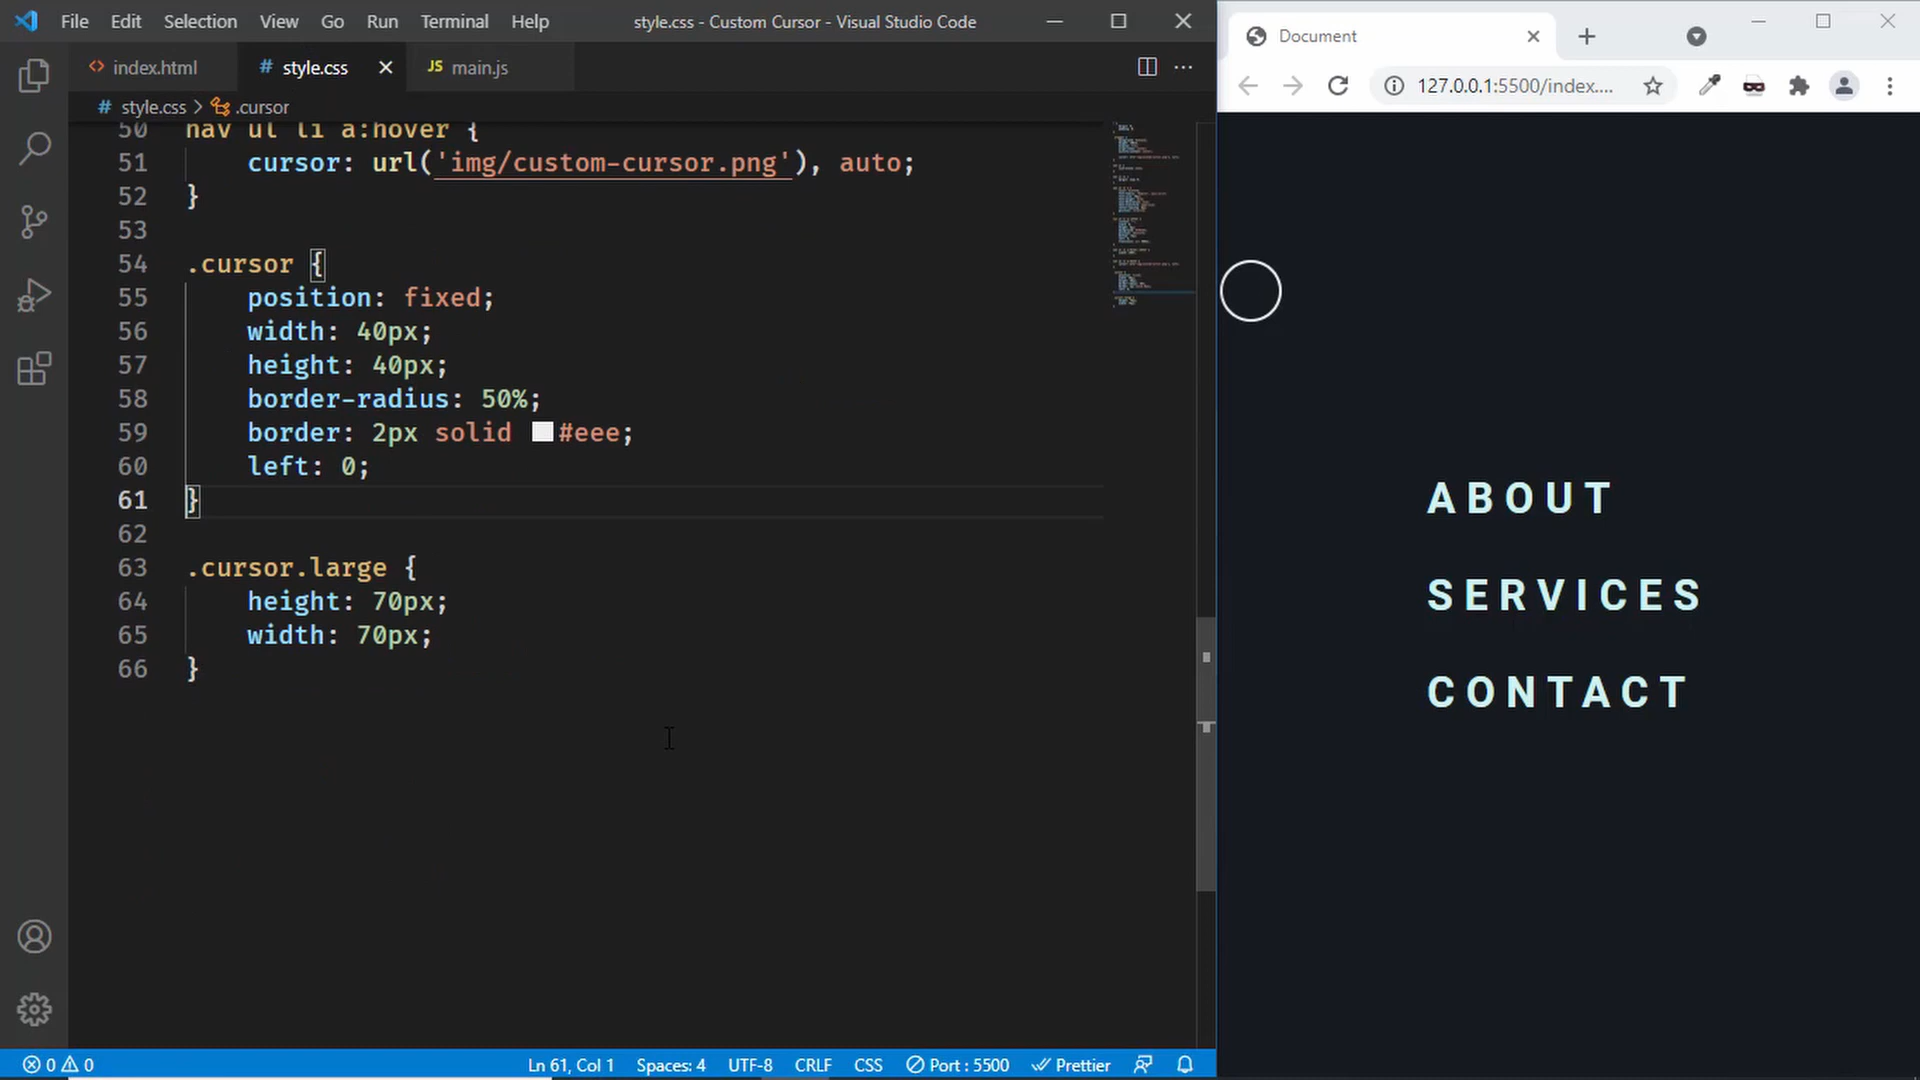 File Edit Selection View Go Run Terminal Help style.css - Custom Cursor - Visual Studio Code
index.html # style.css JS main.js
# style.css > .cursor
50 nav ul li a:hover {
51 cursor: url('img/custom-cursor.png'), auto;
52 }
53
54 .cursor {
55 position: fixed;
56 width: 40px;
57 height: 40px;
58 border-radius: 50%;
59 border: 2px solid #eee;
60 left: 0;
61 }
62
63 .cursor.large {
64 height: 70px;
65 width: 70px;
66 }
0 0 Ln 61, Col 1 Spaces: 4 UTF-8 CRLF CSS Port : 5500 Prettier
Document
127.0.0.1:5500/index....
ABOUT
SERVICES
CONTACT